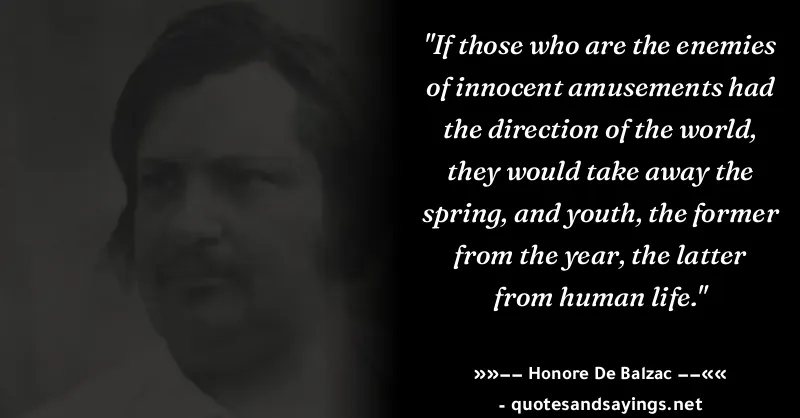 "If those who are the enemies
of innocent amusements had
the direction of the world,
they would take away the
spring, and youth, the former
from the year, the latter
from human life."
»»–– Honore De Balzac ––««
- quotesandsayings.net